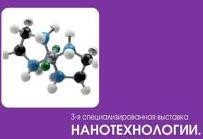 3-я специализированная выставка
НАНОТЕХНОЛОГИИ.